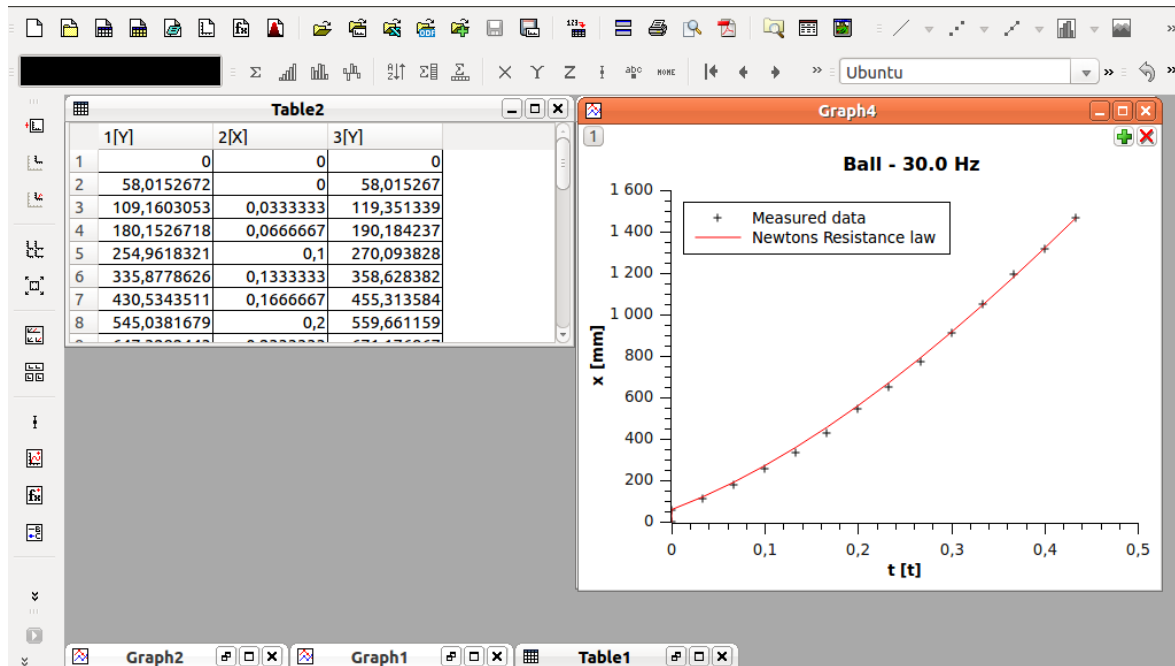 Ubuntu
Table2
1[Y] 2[X] 3[Y]
1 0 0 0
2 58,0152672 0 58,015267
3 109,1603053 0,0333333 119,351339
4 180,1526718 0,0666667 190,184237
5 254,9618321 0,1 270,093828
6 335,8778626 0,1333333 358,628382
7 430,5343511 0,1666667 455,313584
8 545,0381679 0,2 559,661159
Graph4
1
Ball - 30.0 Hz
Measured data
Newtons Resistance law
1 600
1 400
1 200
1 000
800
600
400
200
0
x [mm]
0 0,1 0,2 0,3 0,4 0,5
t [t]
Graph2 Graph1 Table1